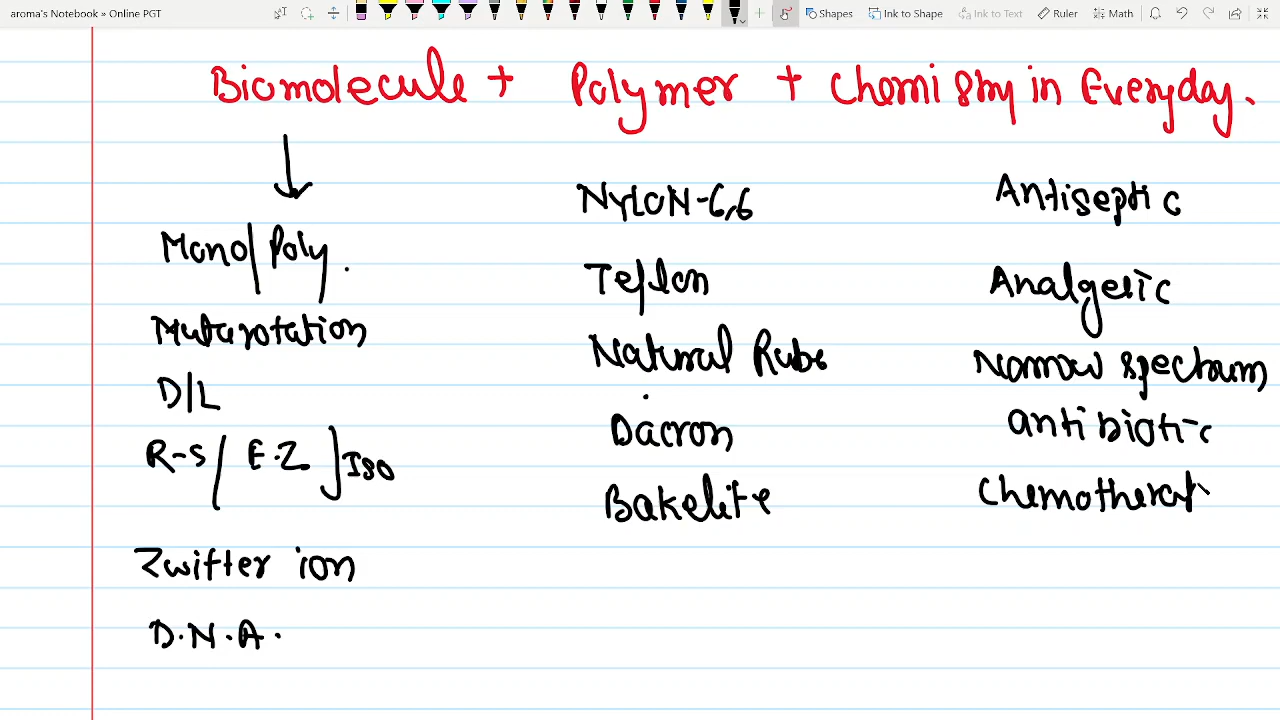 aroma's Notebook » Online PGT
Shapes Ink to Shape Ink to Text Ruler Math
Biomolecule + Polymer + Chemistry in Everyday.
Mono/Poly.
Mutarotation
D/L
R-S/ E.Z ] Iso
Zwitter ion
D.N.A.
NYLON-6,6
Teflon
Natural Rube
Dacron
Bakelite
Antiseptic
Analgesic
Narrow spectrum
antibiotic
Chemotherap